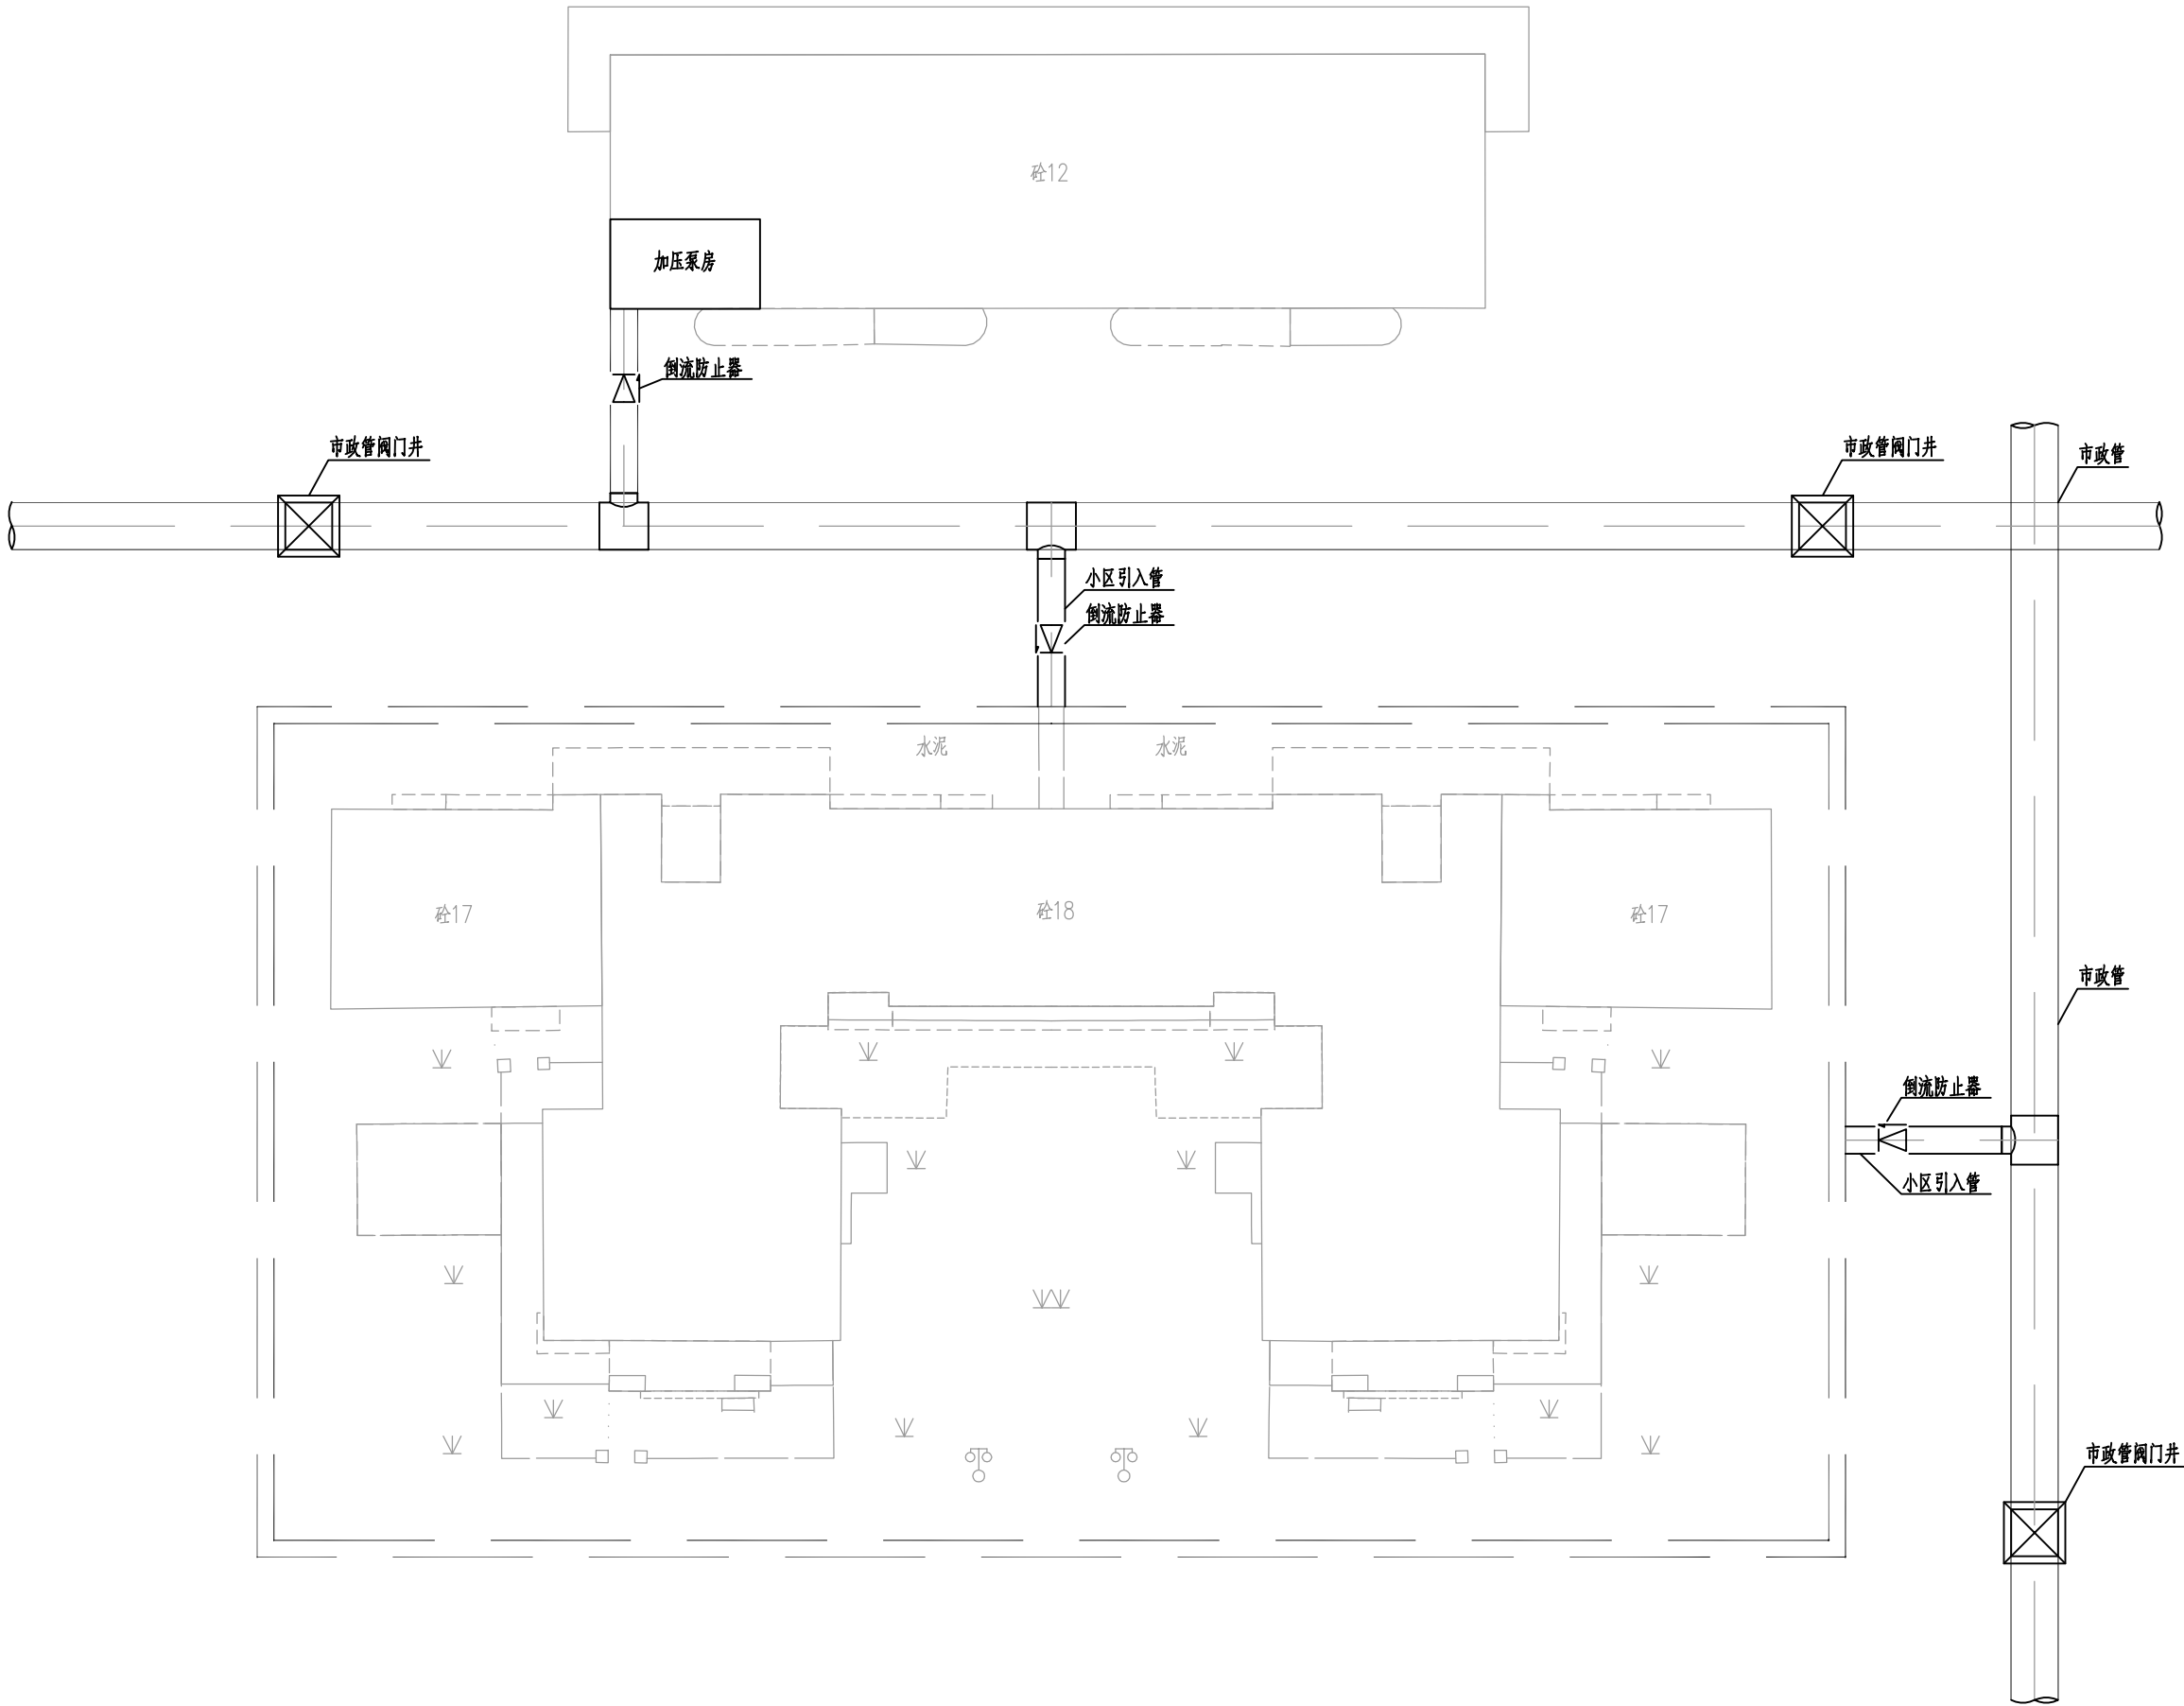 砼12
加压泵房
倒流防止器
市政管阀门井
市政管阀门井
市政管
小区引入管
倒流防止器
水泥
水泥
砼17
砼18
砼17
市政管
倒流防止器
小区引入管
市政管阀门井